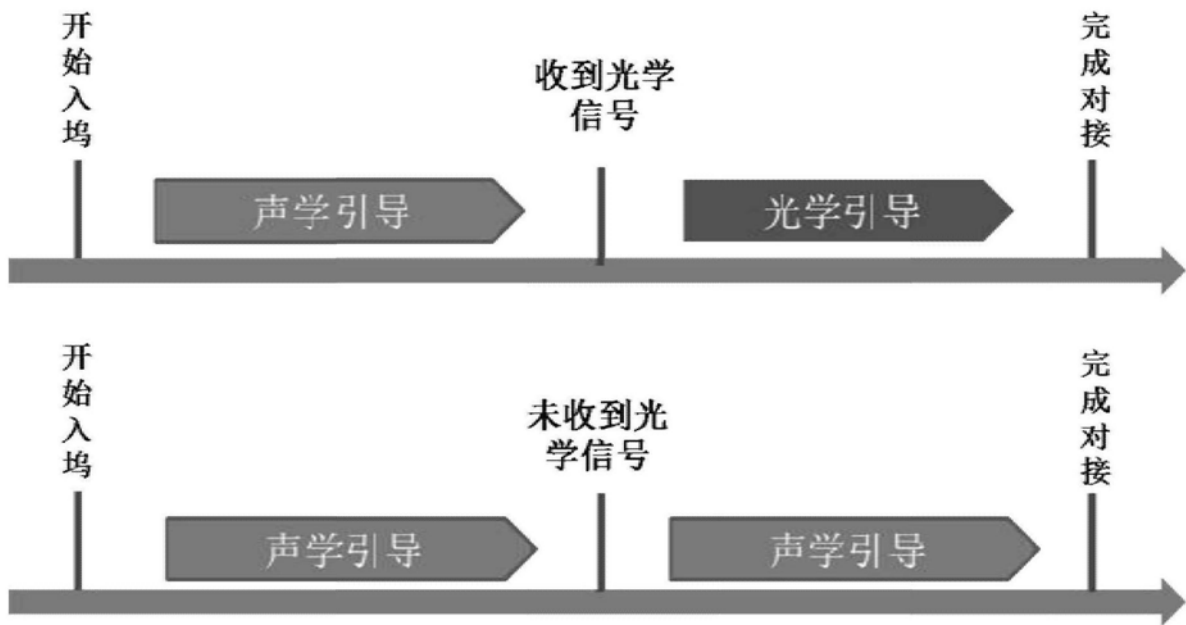 开始入坞
收到光学
信号
完成对接
声学引导
光学引导
开始入坞
未收到光
学信号
完成对接
声学引导
声学引导